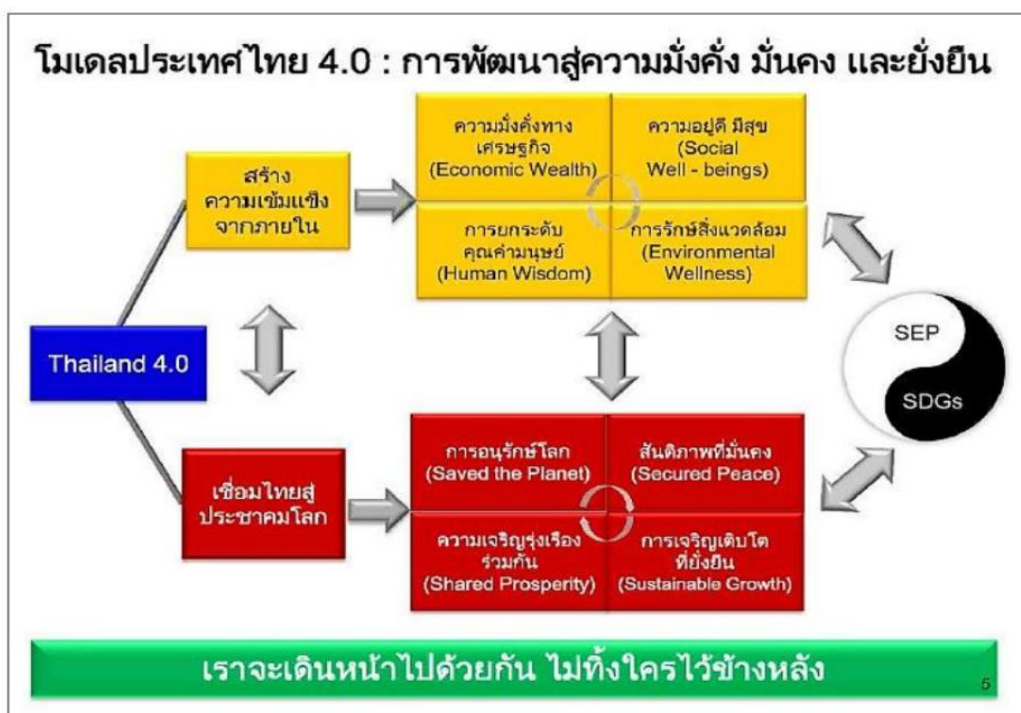 โมเดลประเทศไทย 4.0 : การพัฒนาสู่ความมั่งคั่ง มั่นคง และยั่งยืน
ความมั่งคั่งทาง
เศรษฐกิจ
(Economic Wealth)
ความอยู่ดี มีสุข
(Social
Well - beings)
สร้าง
ความเข้มแข็ง
จากภายใน
การยกระดับ
คุณค่ามนุษย์
(Human Wisdom)
การรักษ์สิ่งแวดล้อม
(Environmental
Wellness)
Thailand 4.0
SEP
SDGs
เชื่อมไทยสู่
ประชาคมโลก
การอนุรักษ์โลก
(Saved the Planet)
สันติภาพที่มั่นคง
(Secured Peace)
ความเจริญรุ่งเรือง
ร่วมกัน
(Shared Prosperity)
การเจริญเติบโต
ที่ยั่งยืน
(Sustainable Growth)
เราจะเดินหน้าไปด้วยกัน ไม่ทิ้งใครไว้ข้างหลัง
5